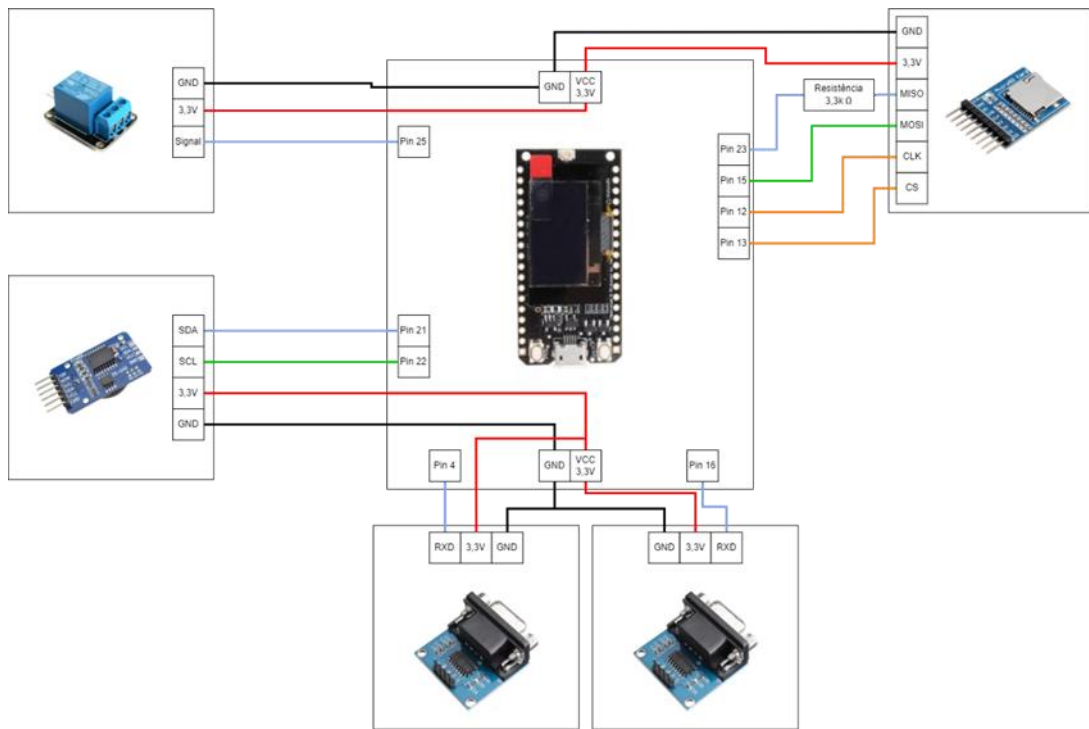 GND
3,3V
Signal
GND
VCC
3,3V
Pin 25
GND
3,3V
Resistência
3,3k Ω
MISO
MOSI
CLK
CS
Pin 23
Pin 15
Pin 12
Pin 13
SDA
SCL
3,3V
GND
Pin 21
Pin 22
Pin 4
GND
VCC
3,3V
Pin 16
RXD
3,3V
GND
GND
3,3V
RXD